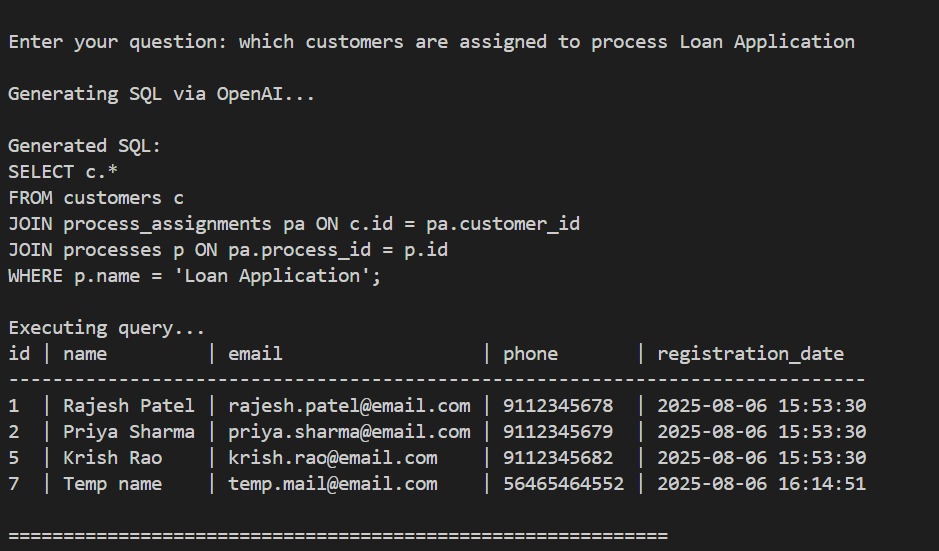 Enter your question: which customers are assigned to process Loan Application
Generating SQL via OpenAI...
Generated SQL:
SELECT c.*
FROM customers c
JOIN process_assignments pa ON c.id = pa.customer_id
JOIN processes p ON pa.process_id = p.id
WHERE p.name = 'Loan Application';
Executing query...
id | name         | email                  | phone       | registration_date
------------------------------------------------------------------------------
1  | Rajesh Patel | rajesh.patel@email.com | 9112345678  | 2025-08-06 15:53:30
2  | Priya Sharma | priya.sharma@email.com | 9112345679  | 2025-08-06 15:53:30
5  | Krish Rao    | krish.rao@email.com    | 9112345682  | 2025-08-06 15:53:30
7  | Temp name    | temp.mail@email.com    | 56465464552 | 2025-08-06 16:14:51
============================================================